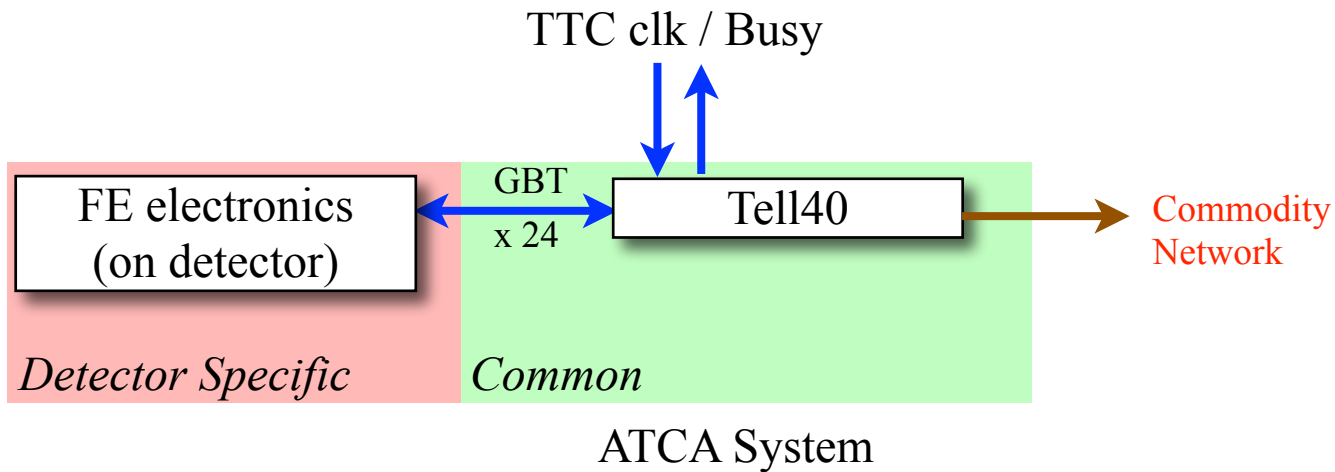 TTC clk / Busy
FE electronics
(on detector)
GBT
x 24
Tell40
Commodity
Network
Detector Specific
Common
ATCA System